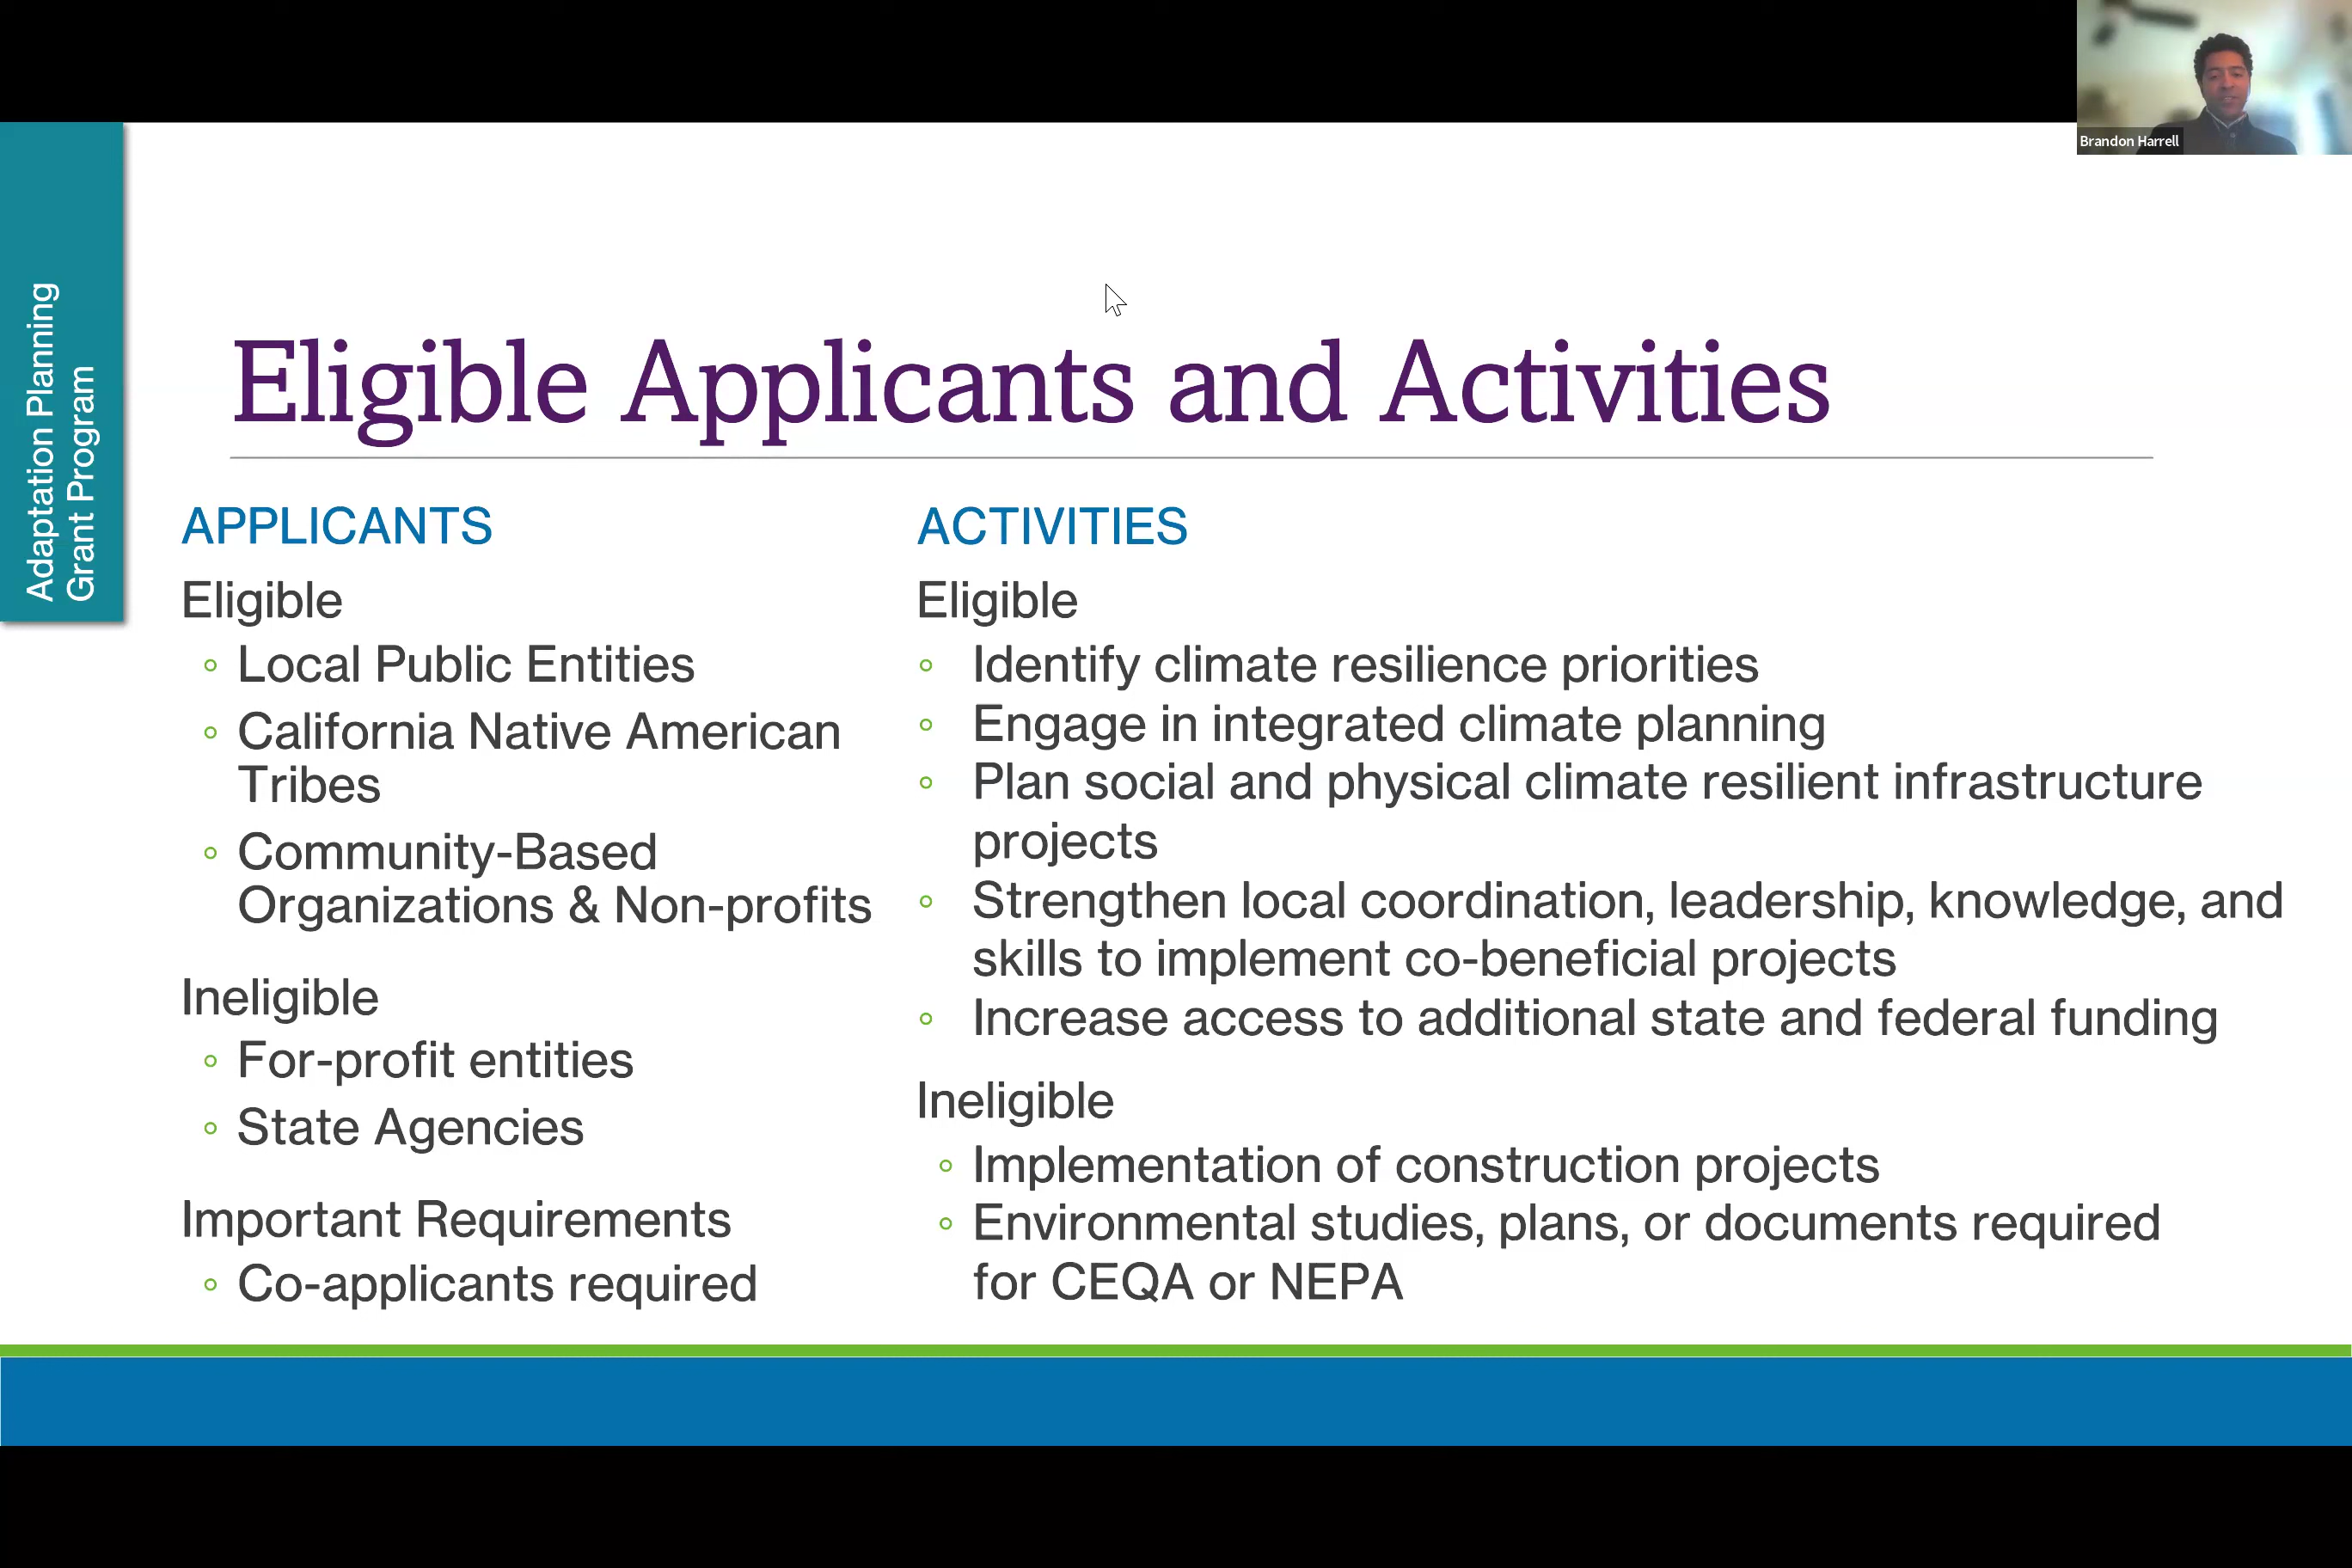 Brandon Harrell
Adaptation Planning
Grant Program
Eligible Applicants and Activities
APPLICANTS
Eligible
Local Public Entities
California Native American
Tribes
Community-Based
Organizations & Non-profits
Ineligible
For-profit entities
State Agencies
Important Requirements
Co-applicants required
ACTIVITIES
Eligible
Identify climate resilience priorities
Engage in integrated climate planning
Plan social and physical climate resilient infrastructure
projects
Strengthen local coordination, leadership, knowledge, and
skills to implement co-beneficial projects
Increase access to additional state and federal funding
Ineligible
Implementation of construction projects
Environmental studies, plans, or documents required
for CEQA or NEPA